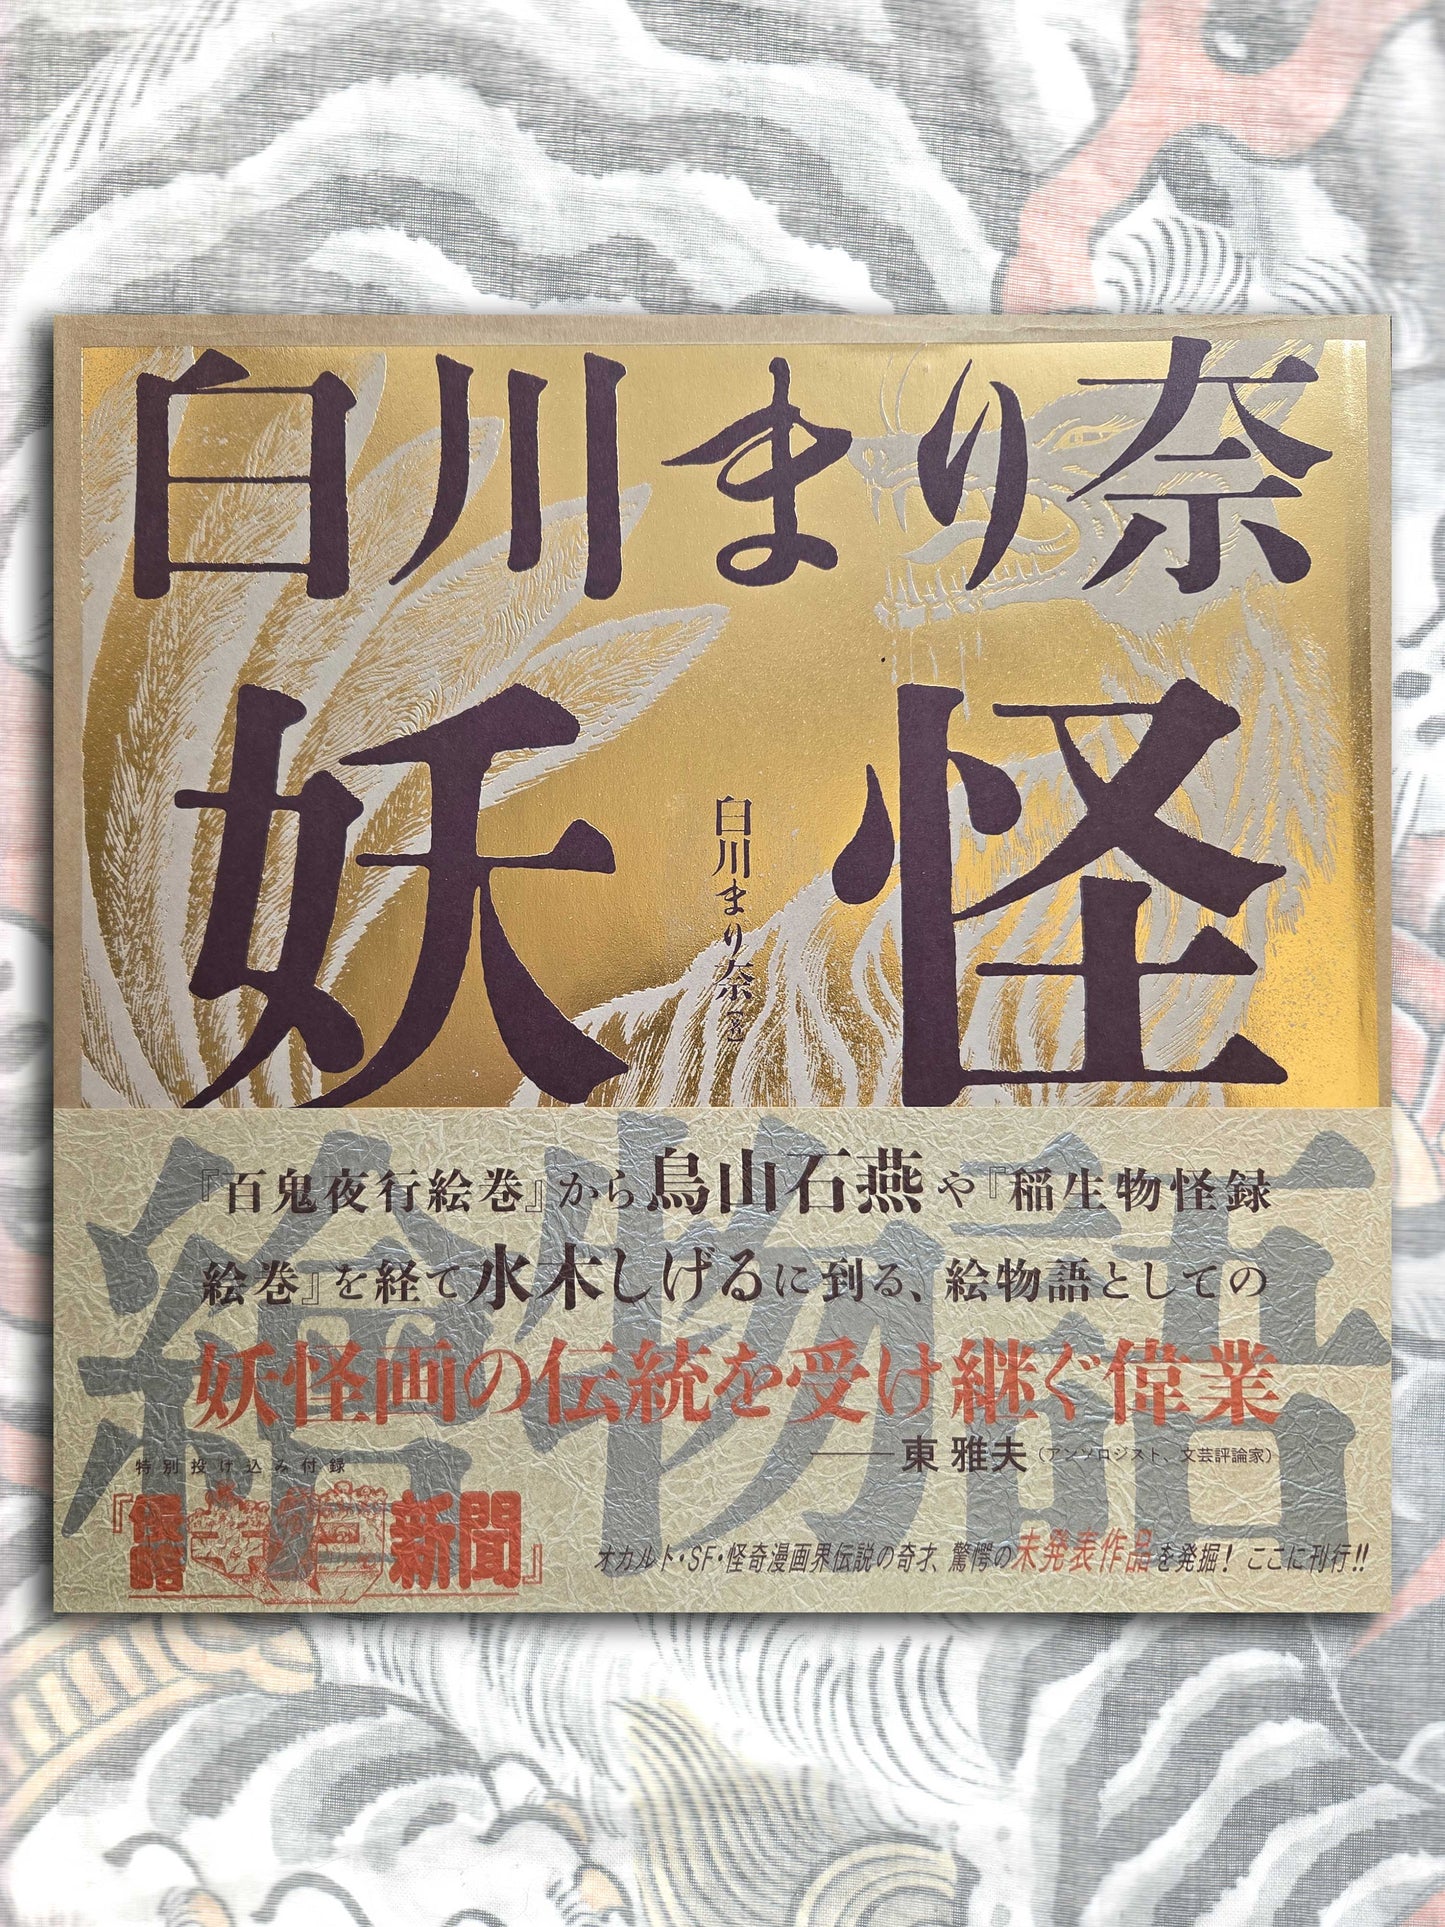 白川まり奈
妖怪
白川まり奈〔著〕
絵物語
『百鬼夜行絵巻』から鳥山石燕や『稲生物怪録
絵巻』を経て水木しげるに到る、絵物語としての
妖怪画の伝統を受け継ぐ偉業
——東 雅夫（アンソロジスト、文芸評論家）
特別投げ込み付録
新聞』
オカルト・SF・怪奇漫画界伝説の奇才、驚愕の未発表作品を発掘！ ここに刊行!!